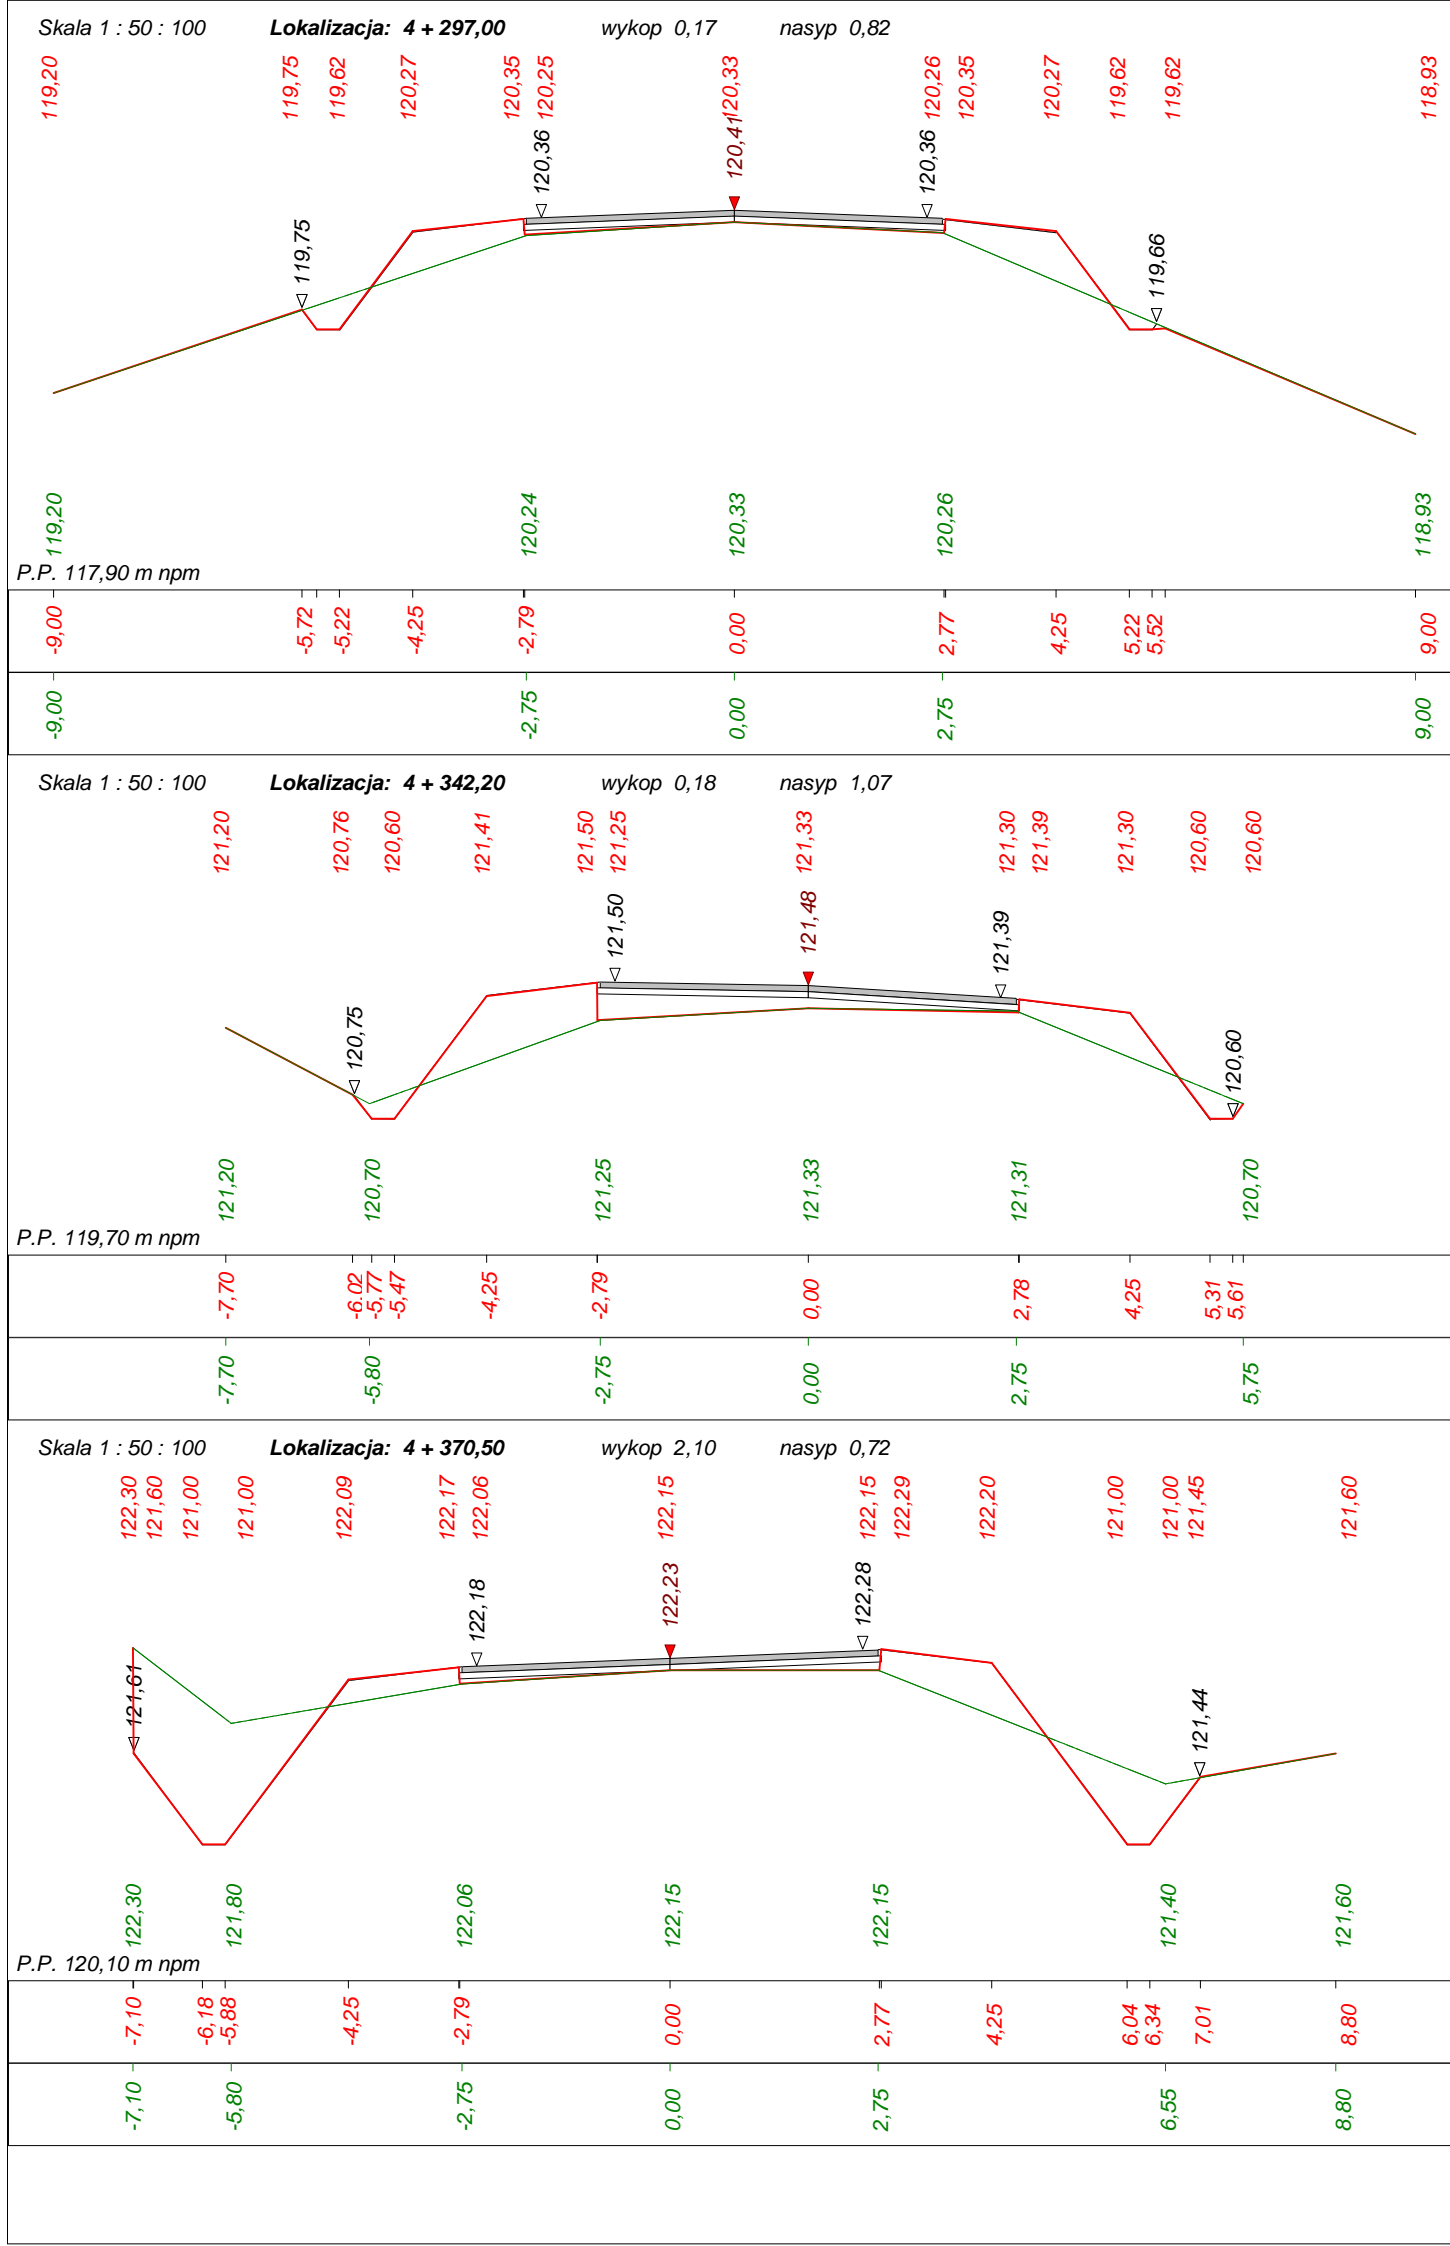 Skala 1 : 50 : 100 Lokalizacja: 4 + 297,00 wykop 0,17 nasyp 0,82
119,20 119,75 119,62 120,27 120,35 120,25 120,33 120,26 120,35 120,27 119,62 119,62 118,93
119,75 120,36 120,41 120,36 119,66
119,20 120,24 120,33 120,26 118,93
P.P. 117,90 m npm
-9,00 -5,72 -5,22 -4,25 -2,79 0,00 2,77 4,25 5,22 5,52 9,00
-9,00 -2,75 0,00 2,75 9,00
Skala 1 : 50 : 100 Lokalizacja: 4 + 342,20 wykop 0,18 nasyp 1,07
121,20 120,76 120,60 121,41 121,50 121,25 121,33 121,30 121,39 121,30 120,60 120,60
120,75 121,50 121,48 121,39 120,60
121,20 120,70 121,25 121,33 121,31 120,70
P.P. 119,70 m npm
-7,70 -6,02 -5,77 -5,47 -4,25 -2,79 0,00 2,78 4,25 5,31 5,61
-7,70 -5,80 -2,75 0,00 2,75 5,75
Skala 1 : 50 : 100 Lokalizacja: 4 + 370,50 wykop 2,10 nasyp 0,72
122,30 121,60 121,00 121,00 122,09 122,17 122,06 122,15 122,15 122,29 122,20 121,00 121,00 121,45 121,60
121,61 122,18 122,23 122,28 121,44
122,30 121,80 122,06 122,15 122,15 121,40 121,60
P.P. 120,10 m npm
-7,10 -6,18 -5,88 -4,25 -2,79 0,00 2,77 4,25 6,04 6,34 7,01 8,80
-7,10 -5,80 -2,75 0,00 2,75 6,55 8,80